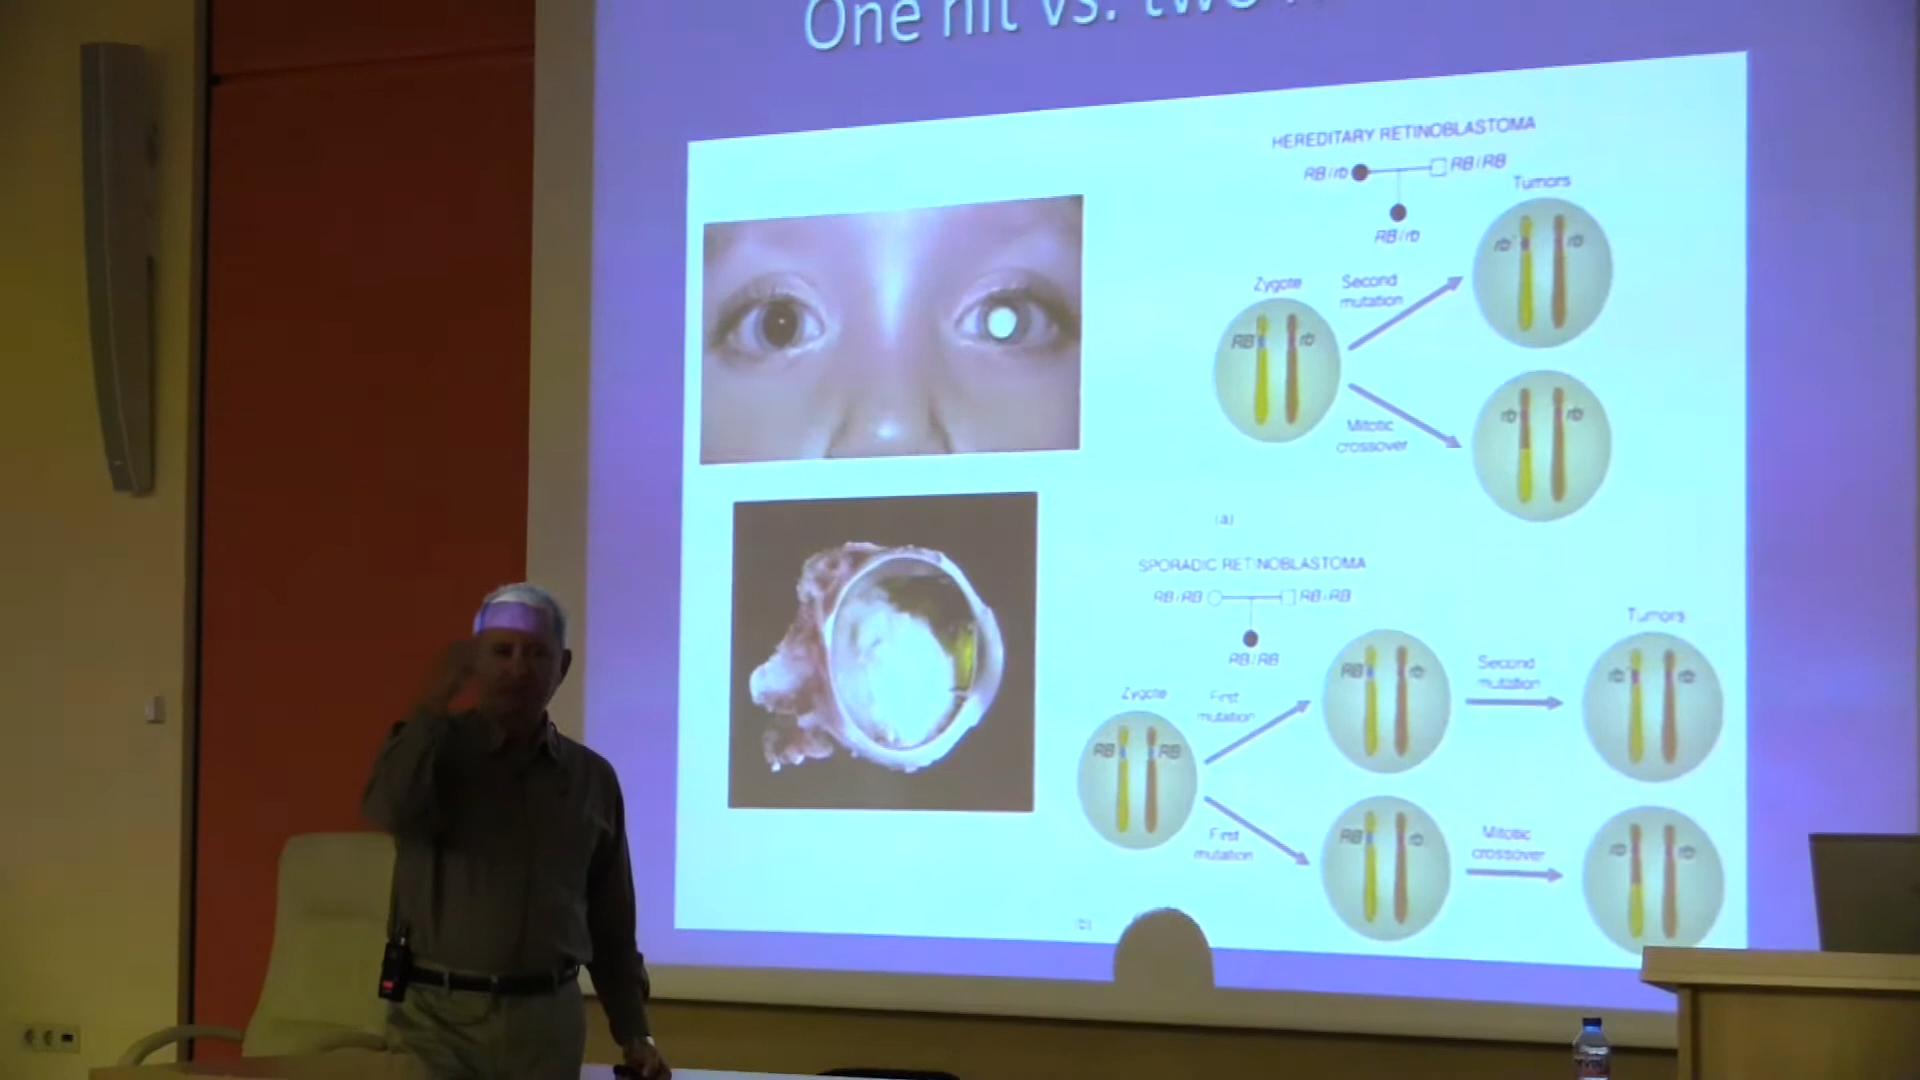 One hit vs. two
HEREDITARY RETINOBLASTOMA
RB/rb
RB/RB
RB/rb
Tumors
rb
rb
Zygote
Second
mutation
RB
rb
Mitotic
crossover
rb
rb
(a)
SPORADIC RETINOBLASTOMA
RB/RB
RB/RB
RB/RB
Tumors
Zygote
First
mutation
RB
rb
Second
mutation
rb
rb
RB
RB
First
mutation
RB
rb
Mitotic
crossover
rb
rb
(b)